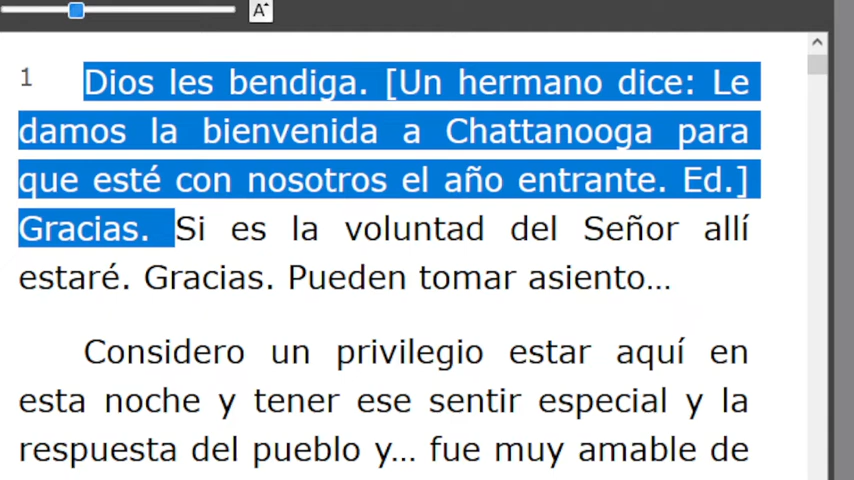 A
1 Dios les bendiga. [Un hermano dice: Le
damos la bienvenida a Chattanooga para
que esté con nosotros el año entrante. Ed.]
Gracias. Si es la voluntad del Señor allí
estaré. Gracias. Pueden tomar asiento…
Considero un privilegio estar aquí en
esta noche y tener ese sentir especial y la
respuesta del pueblo y… fue muy amable de